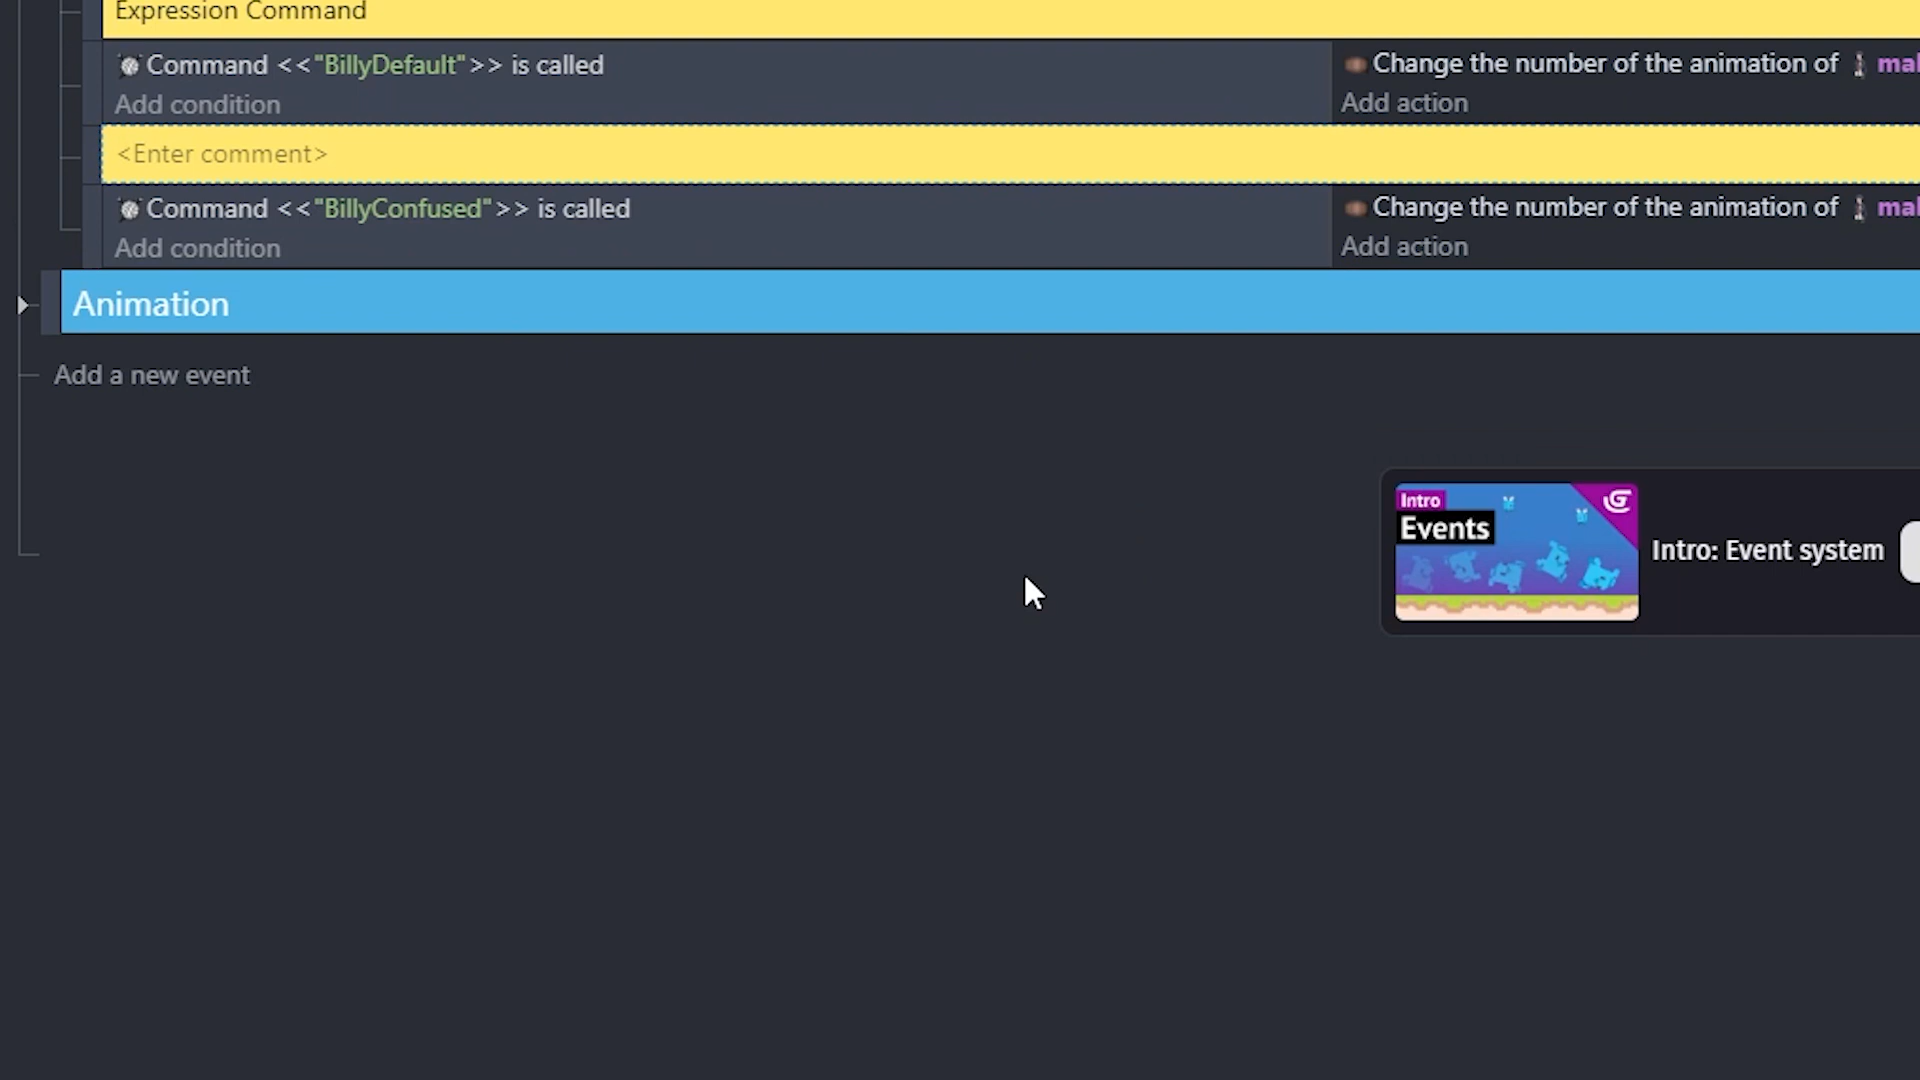 Expression Command
Command <<"BillyDefault">> is called
Change the number of the animation of
Add condition
Add action
<Enter comment>
Command <<"BillyConfused">> is called
Change the number of the animation of
Add condition
Add action
Animation
Add a new event
Intro
Events
Intro: Event system